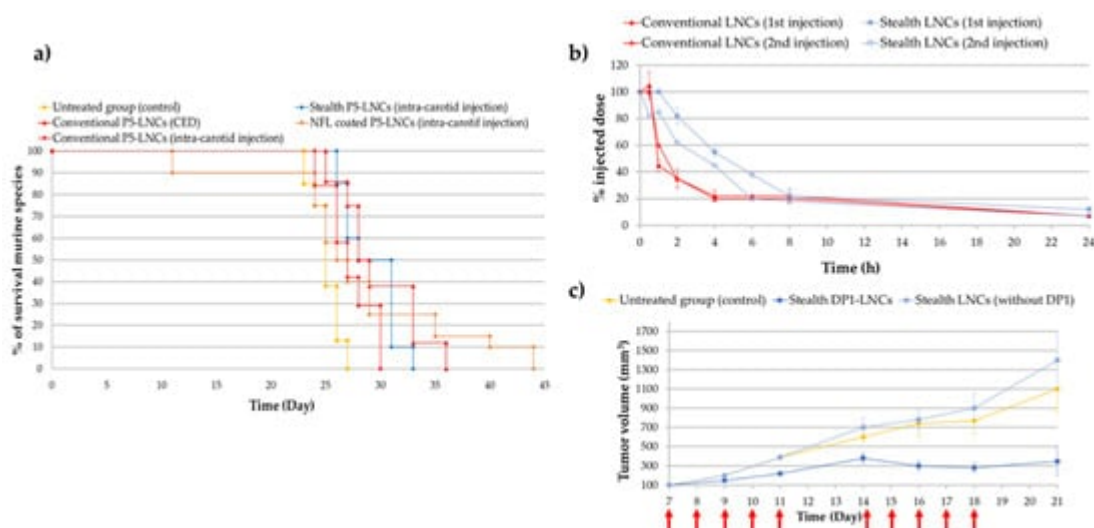 a)
Untreated group (control)
Conventional P5-LNCs (CED)
Conventional P5-LNCs (intra-carotid injection)
Stealth P5-LNCs (intra-carotid injection)
NFL coated P5-LNCs (intra-carotif injection)
% of survival murine species
100
90
80
70
60
50
40
30
20
10
0
0 5 10 15 20 25 30 35 40 45
Time (Day)
b)
Conventional LNCs (1st injection)
Stealth LNCs (1st injection)
Conventional LNCs (2nd injection)
Stealth LNCs (2nd injection)
% injected dose
120
100
80
60
40
20
0
0 2 4 6 8 10 12 14 16 18 20 22 24
Time (h)
c)
Untreated group (control) Stealth DP1-LNCs Stealth LNCs (without DP1)
Tumor volume (mm³)
1700
1500
1300
1100
900
700
500
300
100
7 8 9 10 11 12 13 14 15 16 17 18 19 20 21
Time (Day)